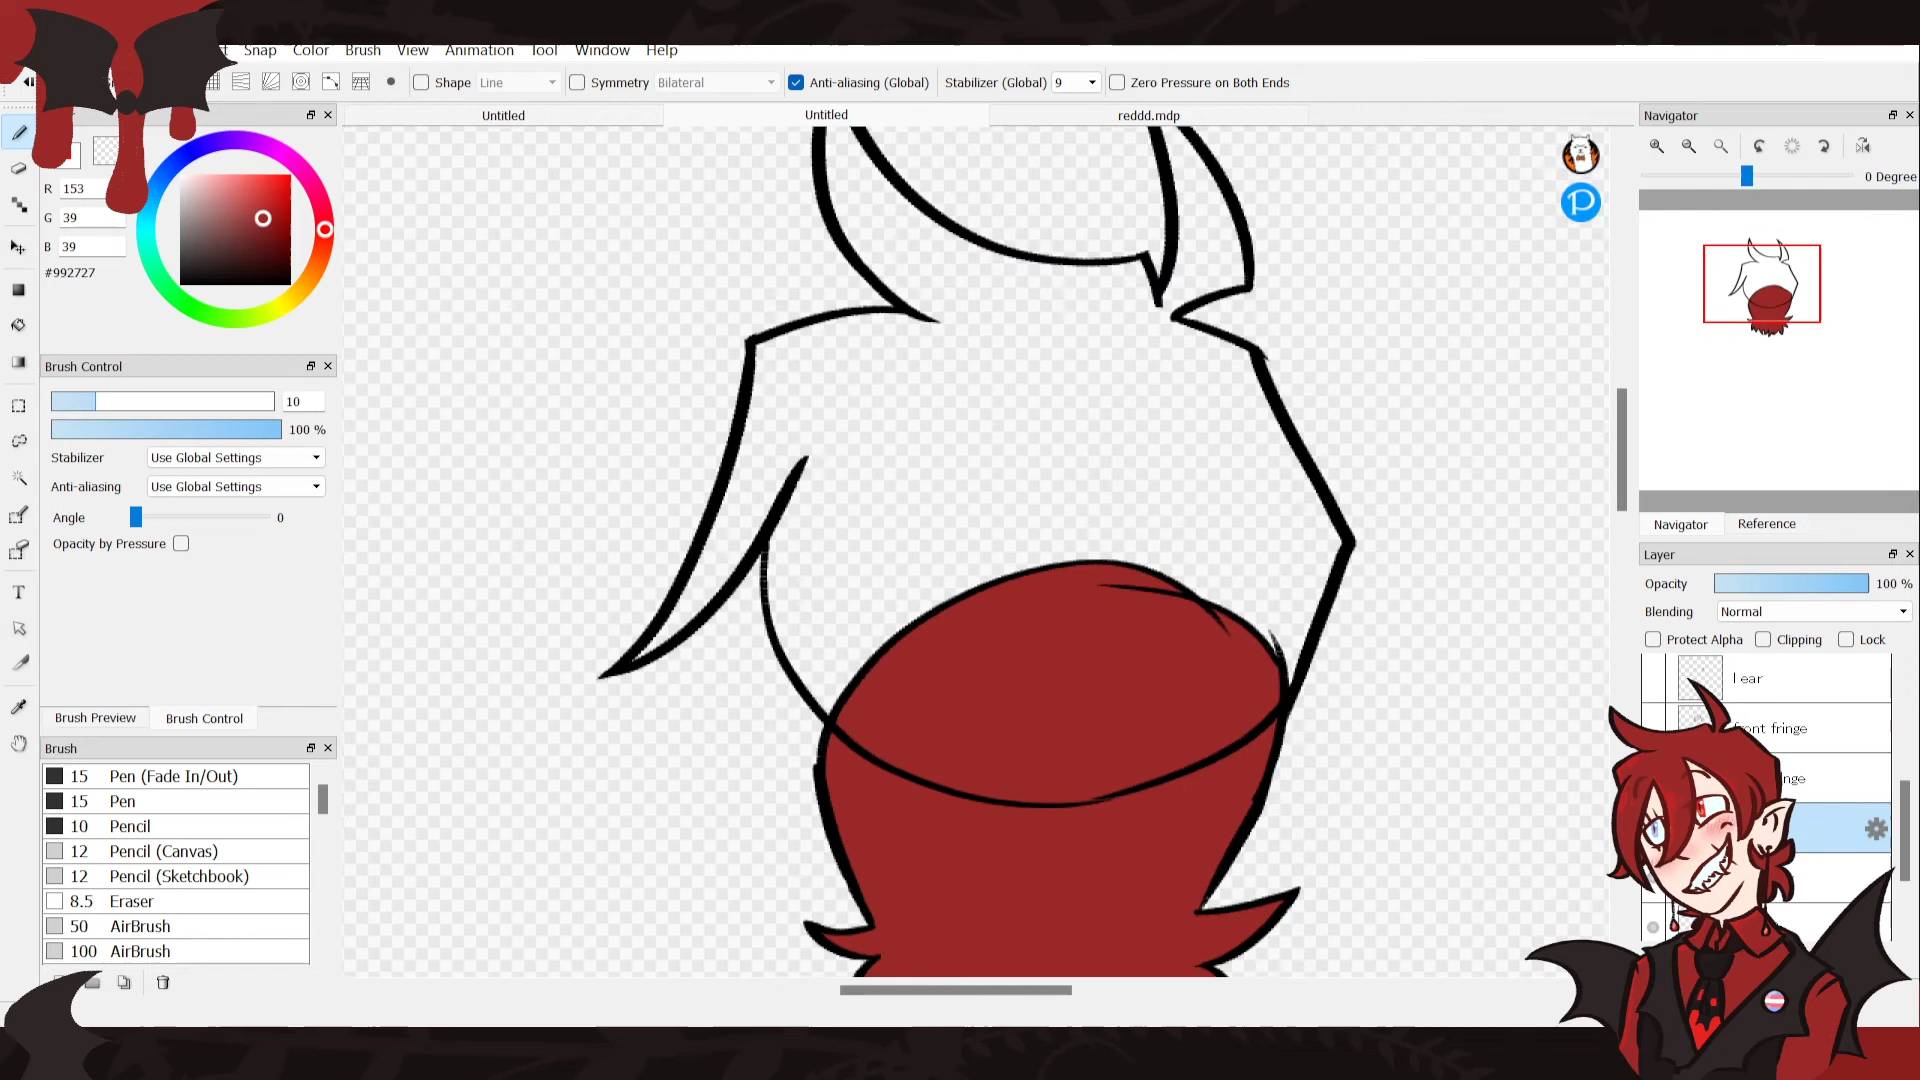 Snap Color Brush View Animation Tool Window Help
Shape Line Symmetry Bilateral Anti-aliasing (Global) Stabilizer (Global) 9 Zero Pressure on Both Ends
Untitled Untitled reddd.mdp
R 153
G 39
B 39
#992727
Brush Control
10
100 %
Stabilizer Use Global Settings
Anti-aliasing Use Global Settings
Angle 0
Opacity by Pressure
Brush Preview Brush Control
Brush
15 Pen (Fade In/Out)
15 Pen
10 Pencil
12 Pencil (Canvas)
12 Pencil (Sketchbook)
8.5 Eraser
50 AirBrush
100 AirBrush
P
Navigator
0 Degree
Navigator Reference
Layer
Opacity 100 %
Blending Normal
Protect Alpha Clipping Lock
l ear
front fringe